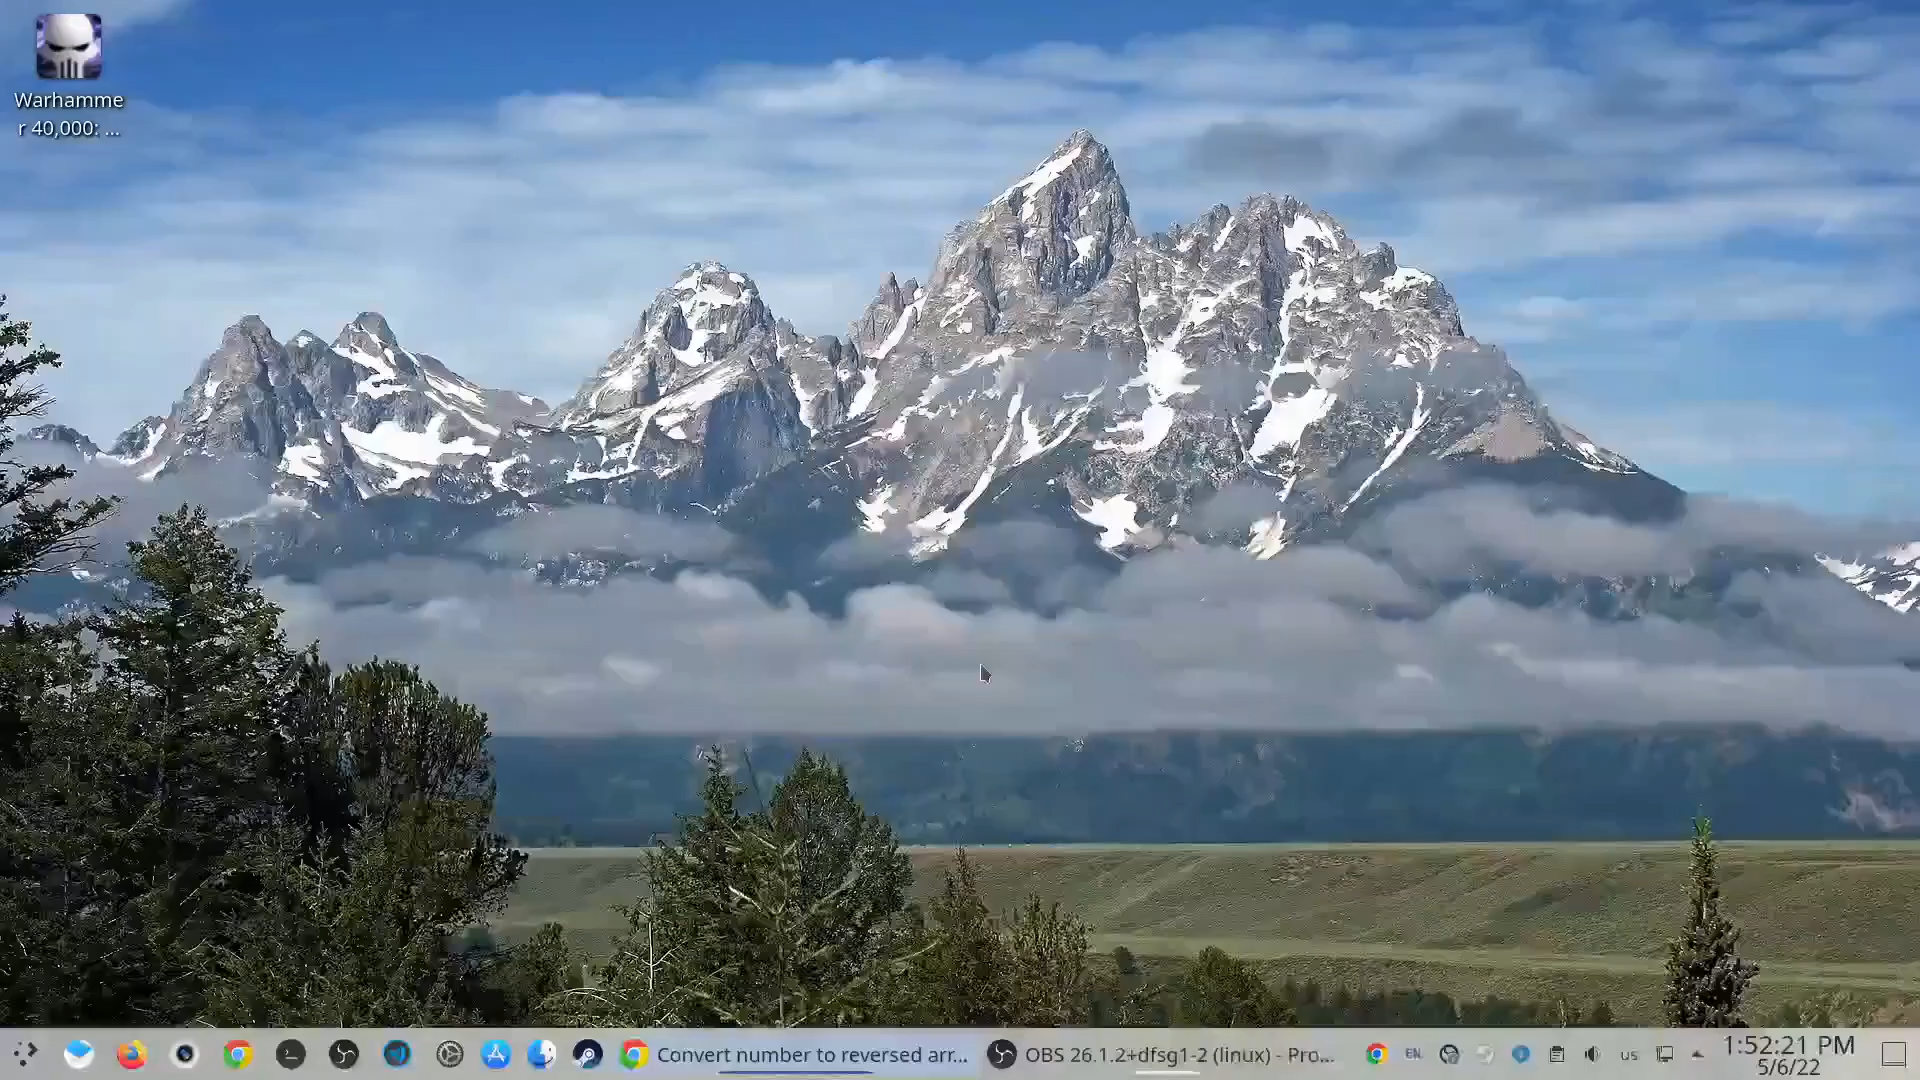 Warhamme
r 40,000: ...
Convert number to reversed arr...
OBS 26.1.2+dfsg1-2 (linux) - Pro...
EN
us
1:52:21 PM
5/6/22